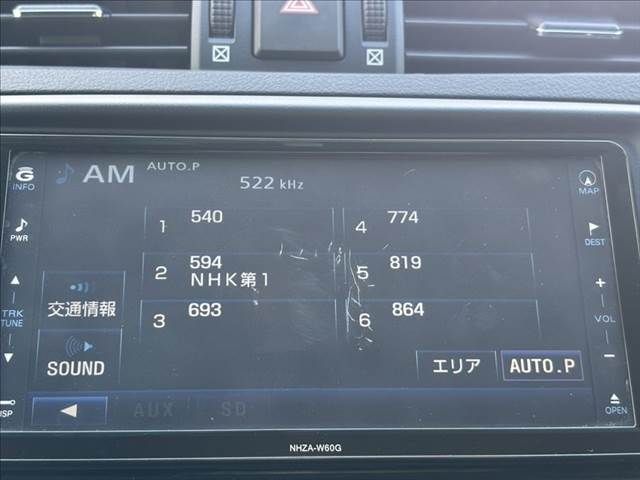 AM AUTO.P
522 kHz
1 540
4 774
2 594
NHK第1
5 819
3 693
6 864
交通情報
SOUND
エリア
AUTO.P
AUX SD
G
INFO
PWR
TRK
TUNE
DISP
MAP
DEST
+
VOL
-
OPEN
NHZA-W60G